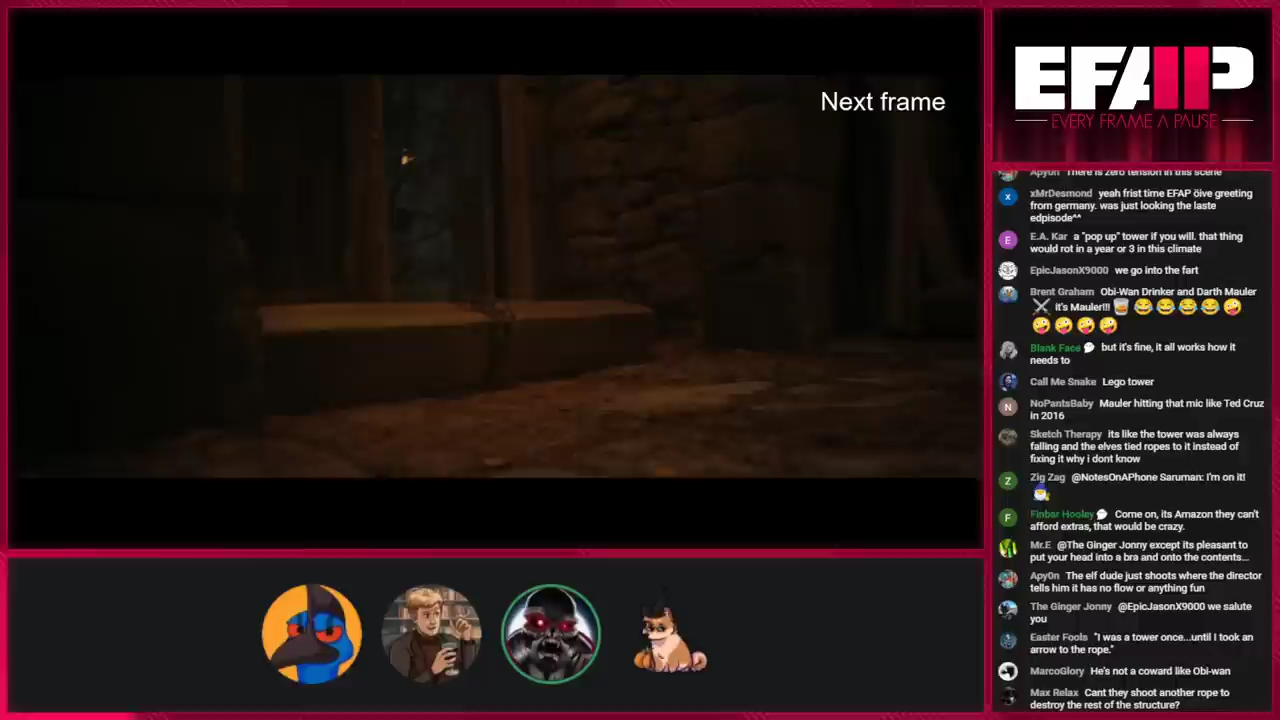 Next frame
EFAP
EVERY FRAME A PAUSE
Apy0n There is zero tension in this scene
x
xMrDesmond yeah frist time EFAP öive greeting
from germany. was just looking the laste
edpisode^^
E
E.A. Kar a "pop up" tower if you will. that thing
would rot in a year or 3 in this climate
EpicJasonX9000 we go into the fart
Brent Graham Obi-Wan Drinker and Darth Mauler
⚔️ it's Mauler!!! 🥃😂😂😂😂🤪
🤪🤪🤪🤪
Blank Face but it's fine, it all works how it
needs to
Call Me Snake Lego tower
N
NoPantsBaby Mauler hitting that mic like Ted Cruz
in 2016
Sketch Therapy its like the tower was always
falling and the elves tied ropes to it instead of
fixing it why i dont know
Z
Zig Zag @NotesOnAPhone Saruman: I'm on it!
F
Finbar Hooley Come on, its Amazon they can't
afford extras, that would be crazy.
Mr.E @The Ginger Jonny except its pleasant to
put your head into a bra and onto the contents...
Apy0n The elf dude just shoots where the director
tells him it has no flow or anything fun
The Ginger Jonny @EpicJasonX9000 we salute
you
Easter Fools "I was a tower once...until I took an
arrow to the rope."
MarcoGlory He's not a coward like Obi-wan
Max Relax Cant they shoot another rope to
destroy the rest of the structure?